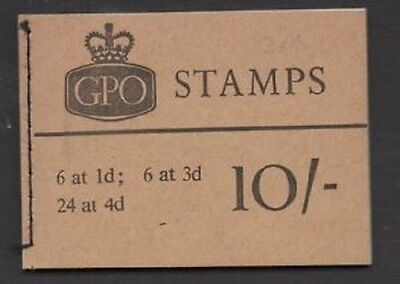 GPO STAMPS
6 at 1d; 6 at 3d
24 at 4d
10/-